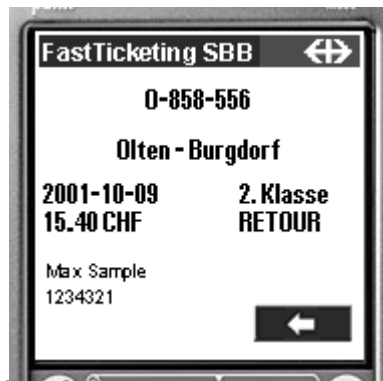 FastTicketing SBB
0-858-556
Olten - Burgdorf
2001-10-09 2. Klasse
15.40 CHF RETOUR
Max Sample
1234321